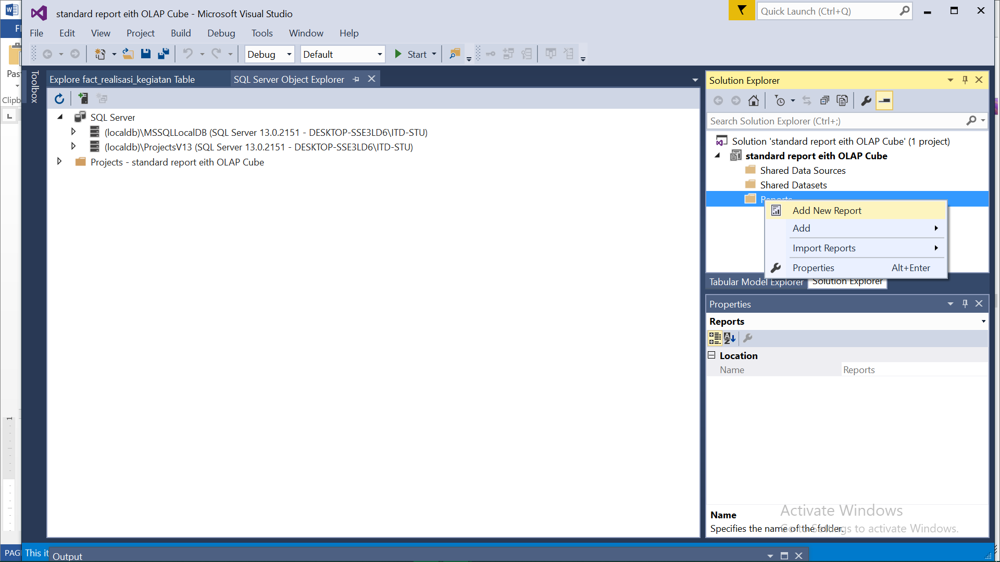 standard report eith OLAP Cube - Microsoft Visual Studio
Quick Launch (Ctrl+Q)
File Edit View Project Build Debug Tools Window Help
Debug Default Start
Toolbox
Explore fact_realisasi_kegiatan Table SQL Server Object Explorer
SQL Server
(localdb)\MSSQLLocalDB (SQL Server 13.0.2151 - DESKTOP-SSE3LD6\ITD-STU)
(localdb)\ProjectsV13 (SQL Server 13.0.2151 - DESKTOP-SSE3LD6\ITD-STU)
Projects - standard report eith OLAP Cube
Solution Explorer
Search Solution Explorer (Ctrl+;)
Solution 'standard report eith OLAP Cube' (1 project)
standard report eith OLAP Cube
Shared Data Sources
Shared Datasets
Reports
Add New Report
Add
Import Reports
Properties Alt+Enter
Tabular Model Explorer Solution Explorer
Properties
Reports
Location
Name Reports
Name
Specifies the name of the folder.
Activate Windows
Go to Settings to activate Windows.
Past
Clipb
1
PAG
This it
Output